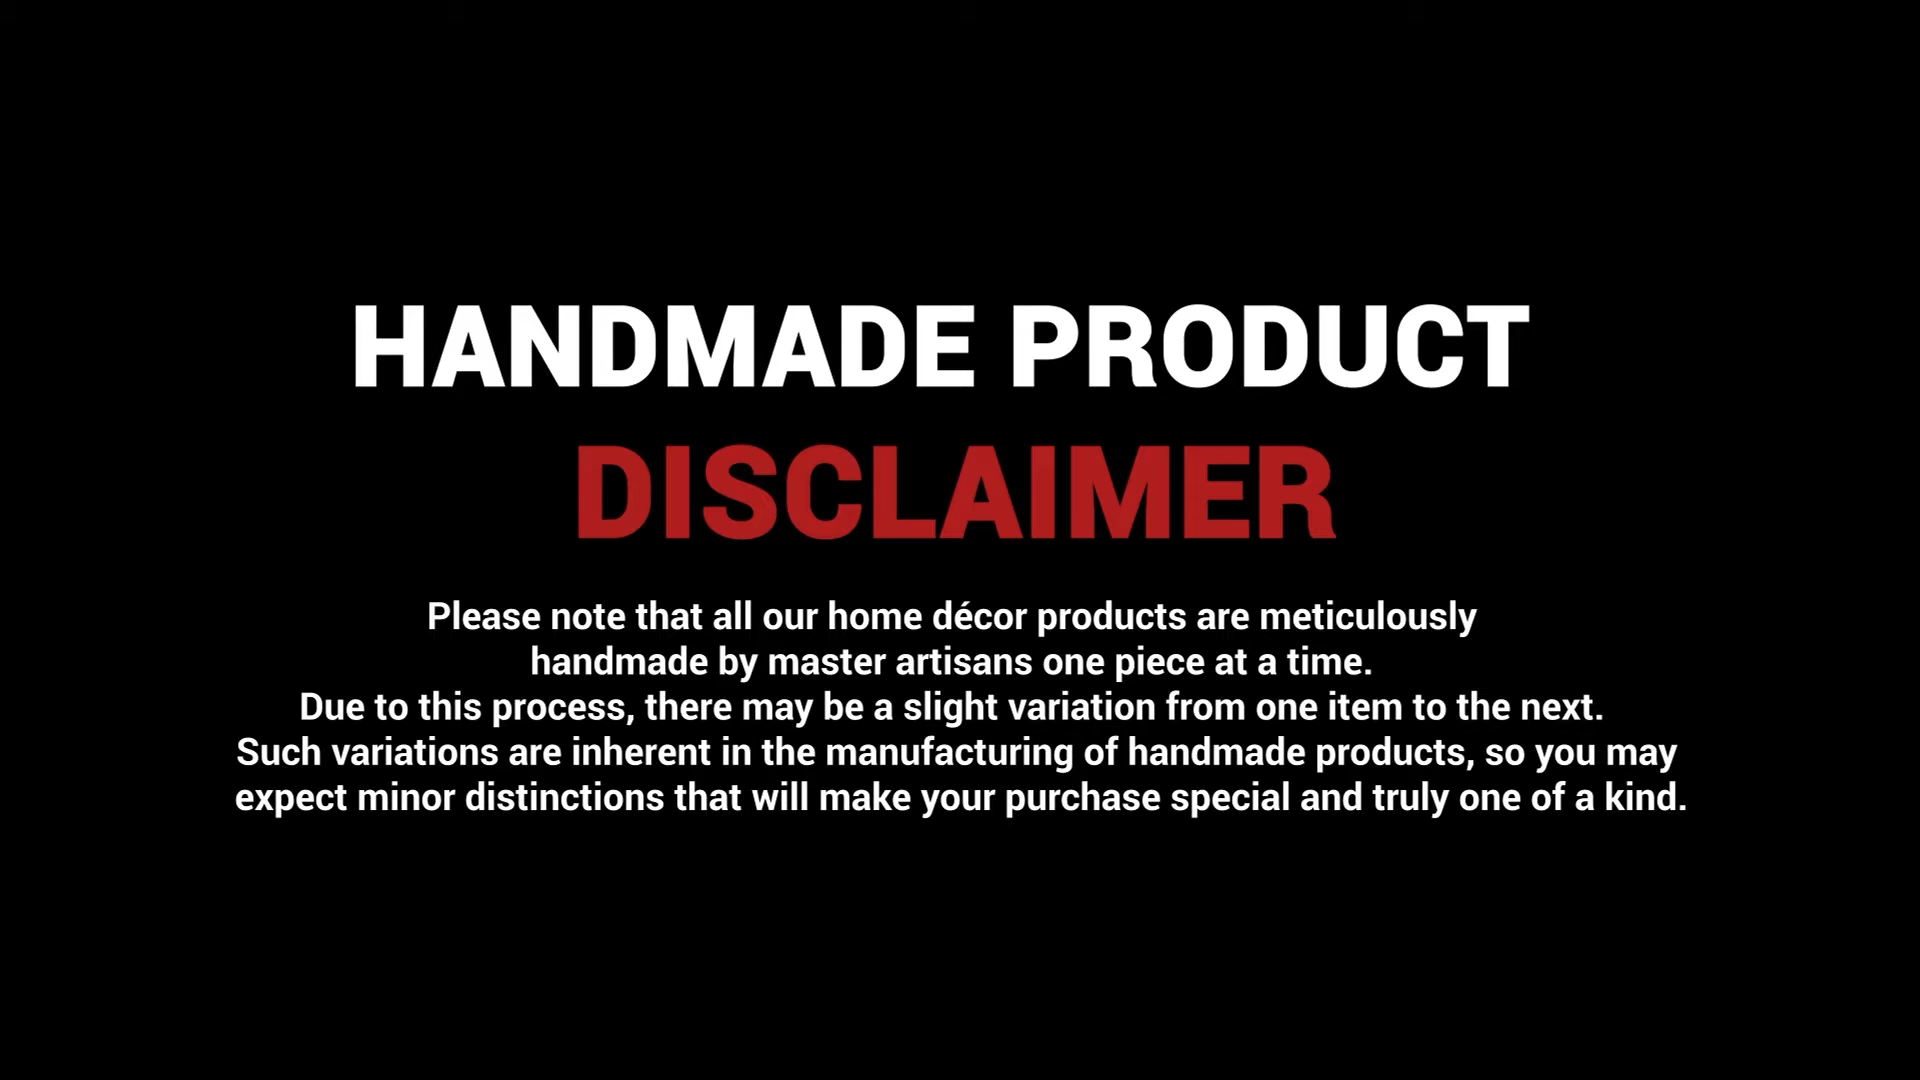 HANDMADE PRODUCT
DISCLAIMER
Please note that all our home décor products are meticulously
handmade by master artisans one piece at a time.
Due to this process, there may be a slight variation from one item to the next.
Such variations are inherent in the manufacturing of handmade products, so you may
expect minor distinctions that will make your purchase special and truly one of a kind.